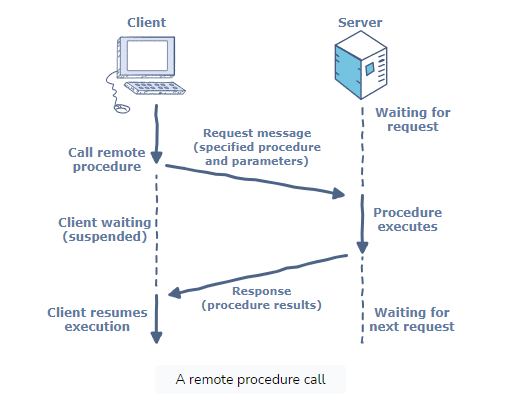 Client
Server
Waiting for
request
Request message
(specified procedure
and parameters)
Call remote
procedure
Client waiting
(suspended)
Procedure
executes
Response
(procedure results)
Client resumes
execution
Waiting for
next request
A remote procedure call